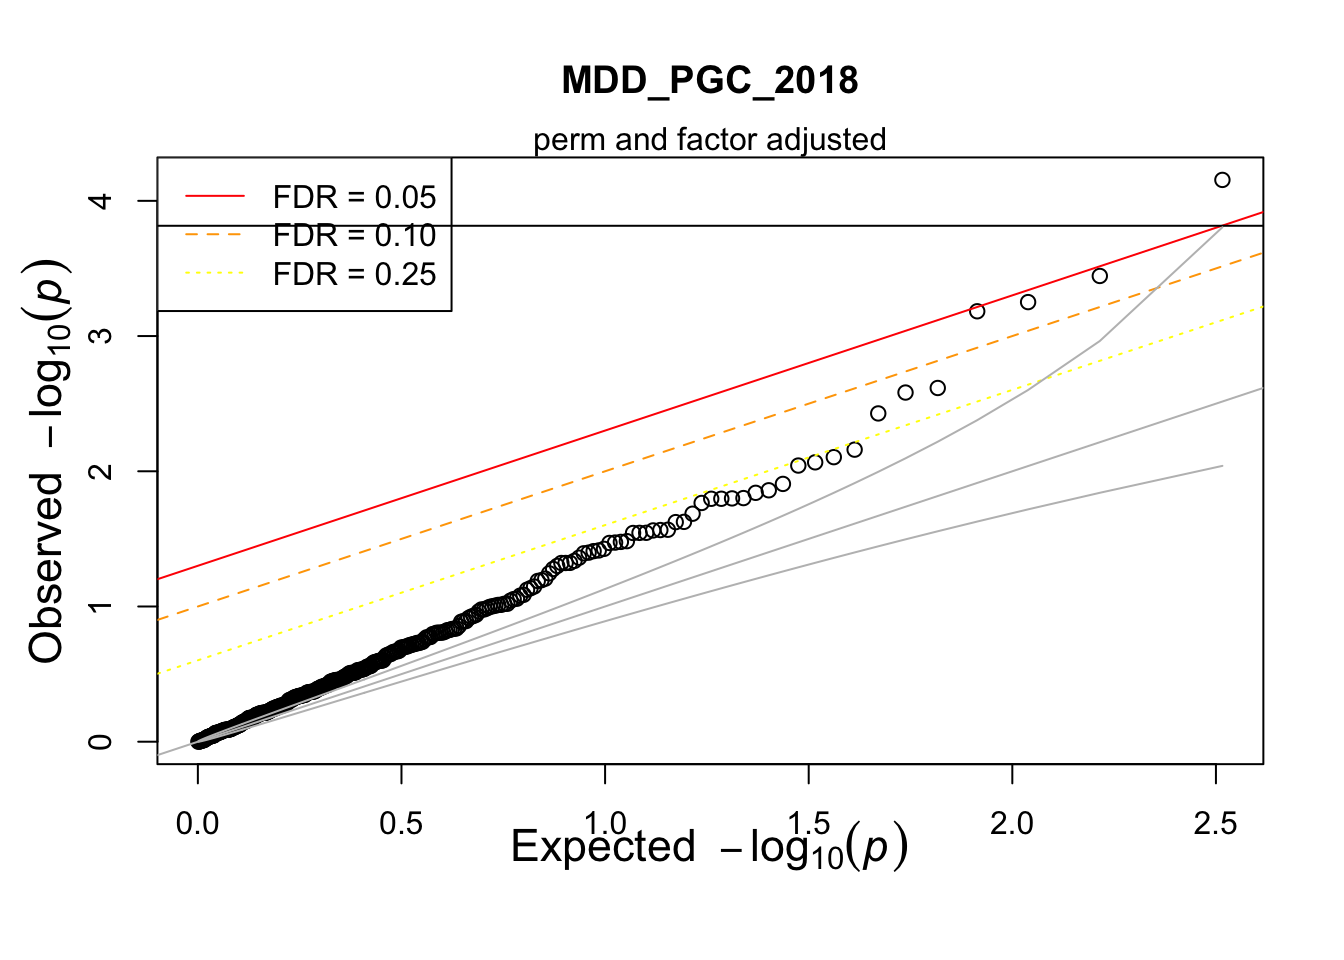 MDD_PGC_2018
perm and factor adjusted
FDR = 0.05
FDR = 0.10
FDR = 0.25
Observed −log10(p)
4
3
2
1
0
0.0 0.5 1.0 1.5 2.0 2.5
Expected −log10(p)